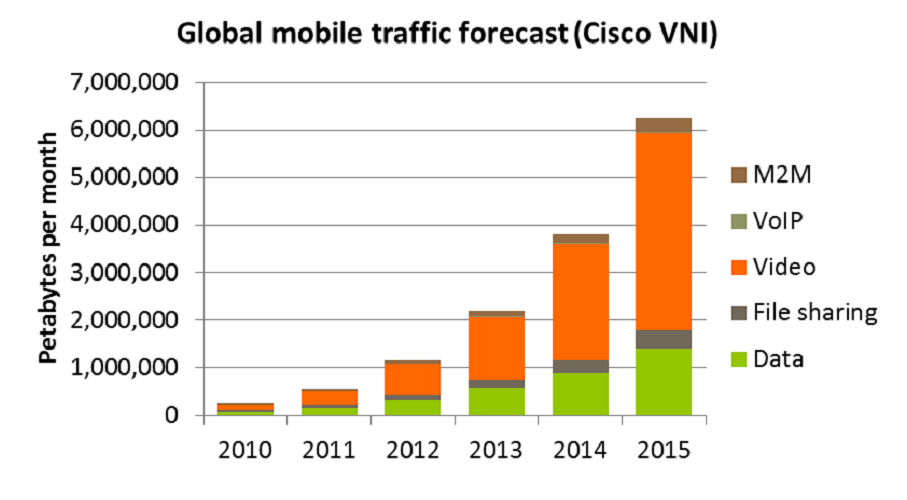 Global mobile traffic forecast (Cisco VNI)
Petabytes per month
7,000,000
6,000,000
5,000,000
4,000,000
3,000,000
2,000,000
1,000,000
0
2010 2011 2012 2013 2014 2015
M2M
VoIP
Video
File sharing
Data